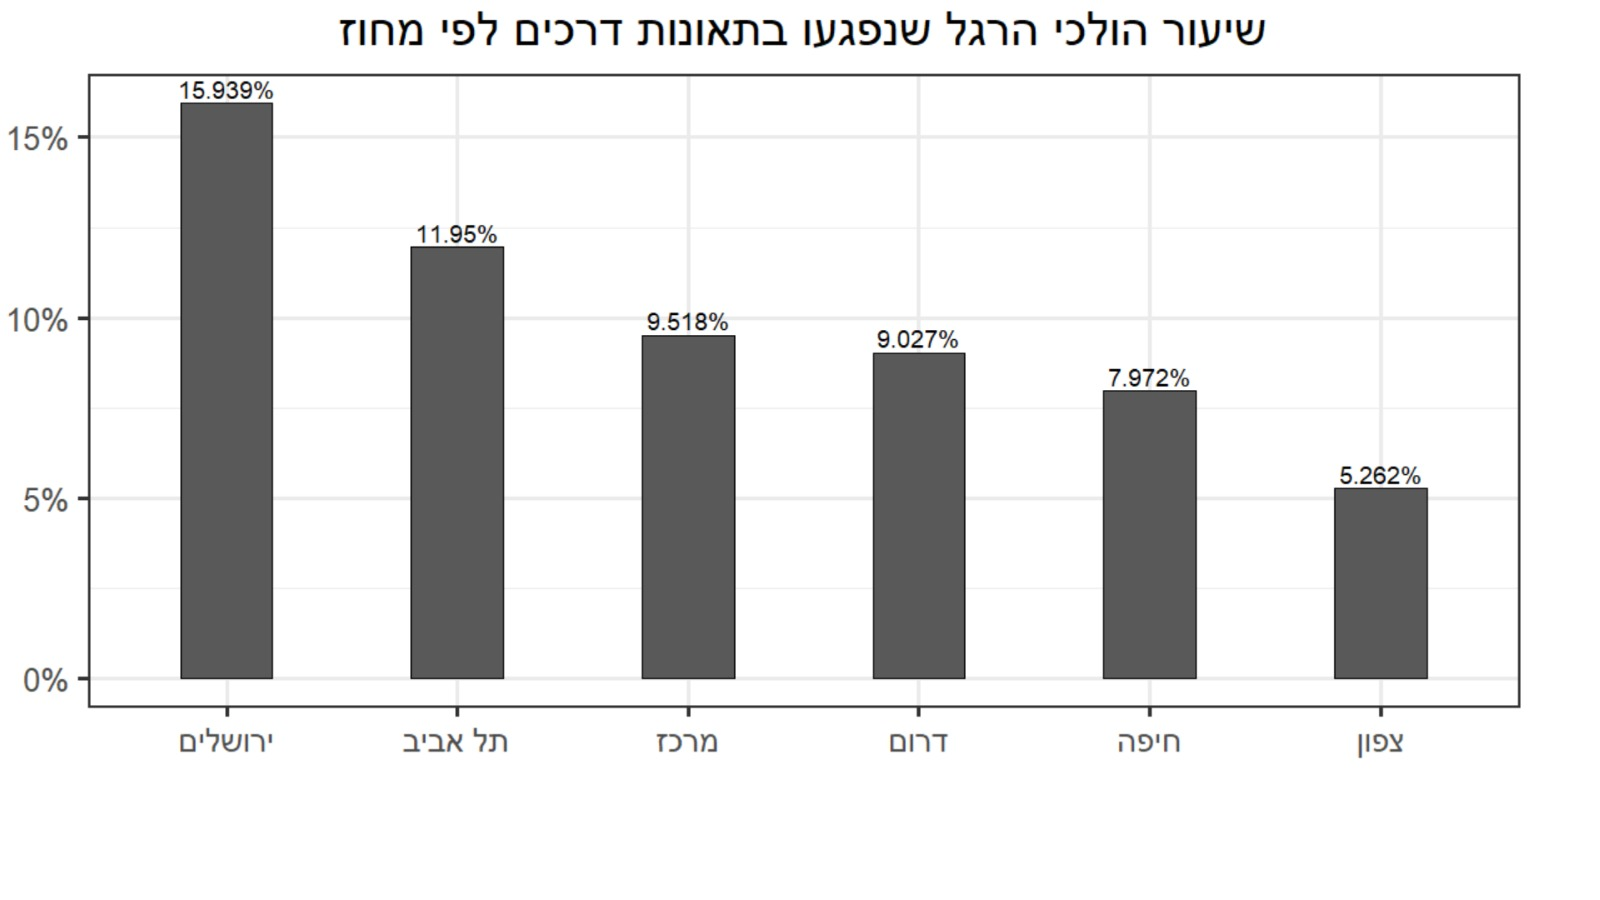 שיעור הולכי הרגל שנפגעו בתאונות דרכים לפי מחוז
15.939%
11.95%
9.518%
9.027%
7.972%
5.262%
15%
10%
5%
0%
ירושלים
תל אביב
מרכז
דרום
חיפה
צפון